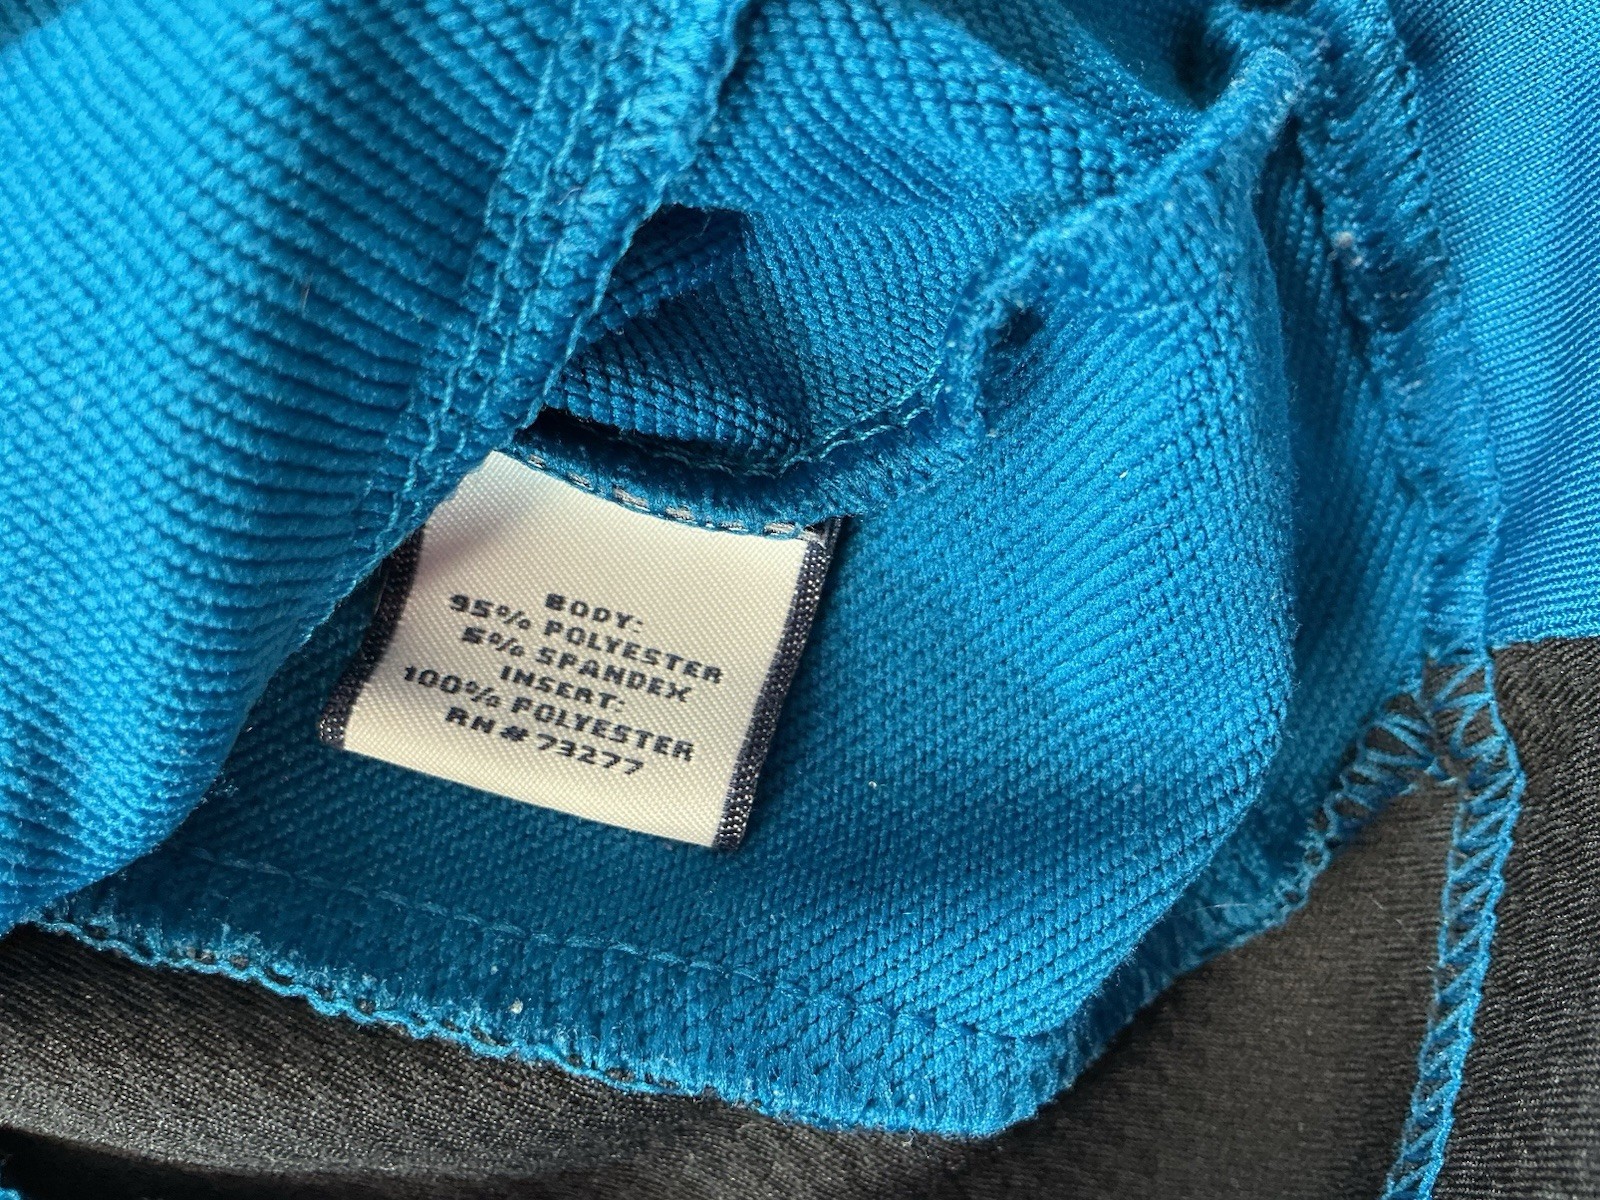 BODY:
95% POLYESTER
5% SPANDEX
INSERT:
100% POLYESTER
RN# 73277